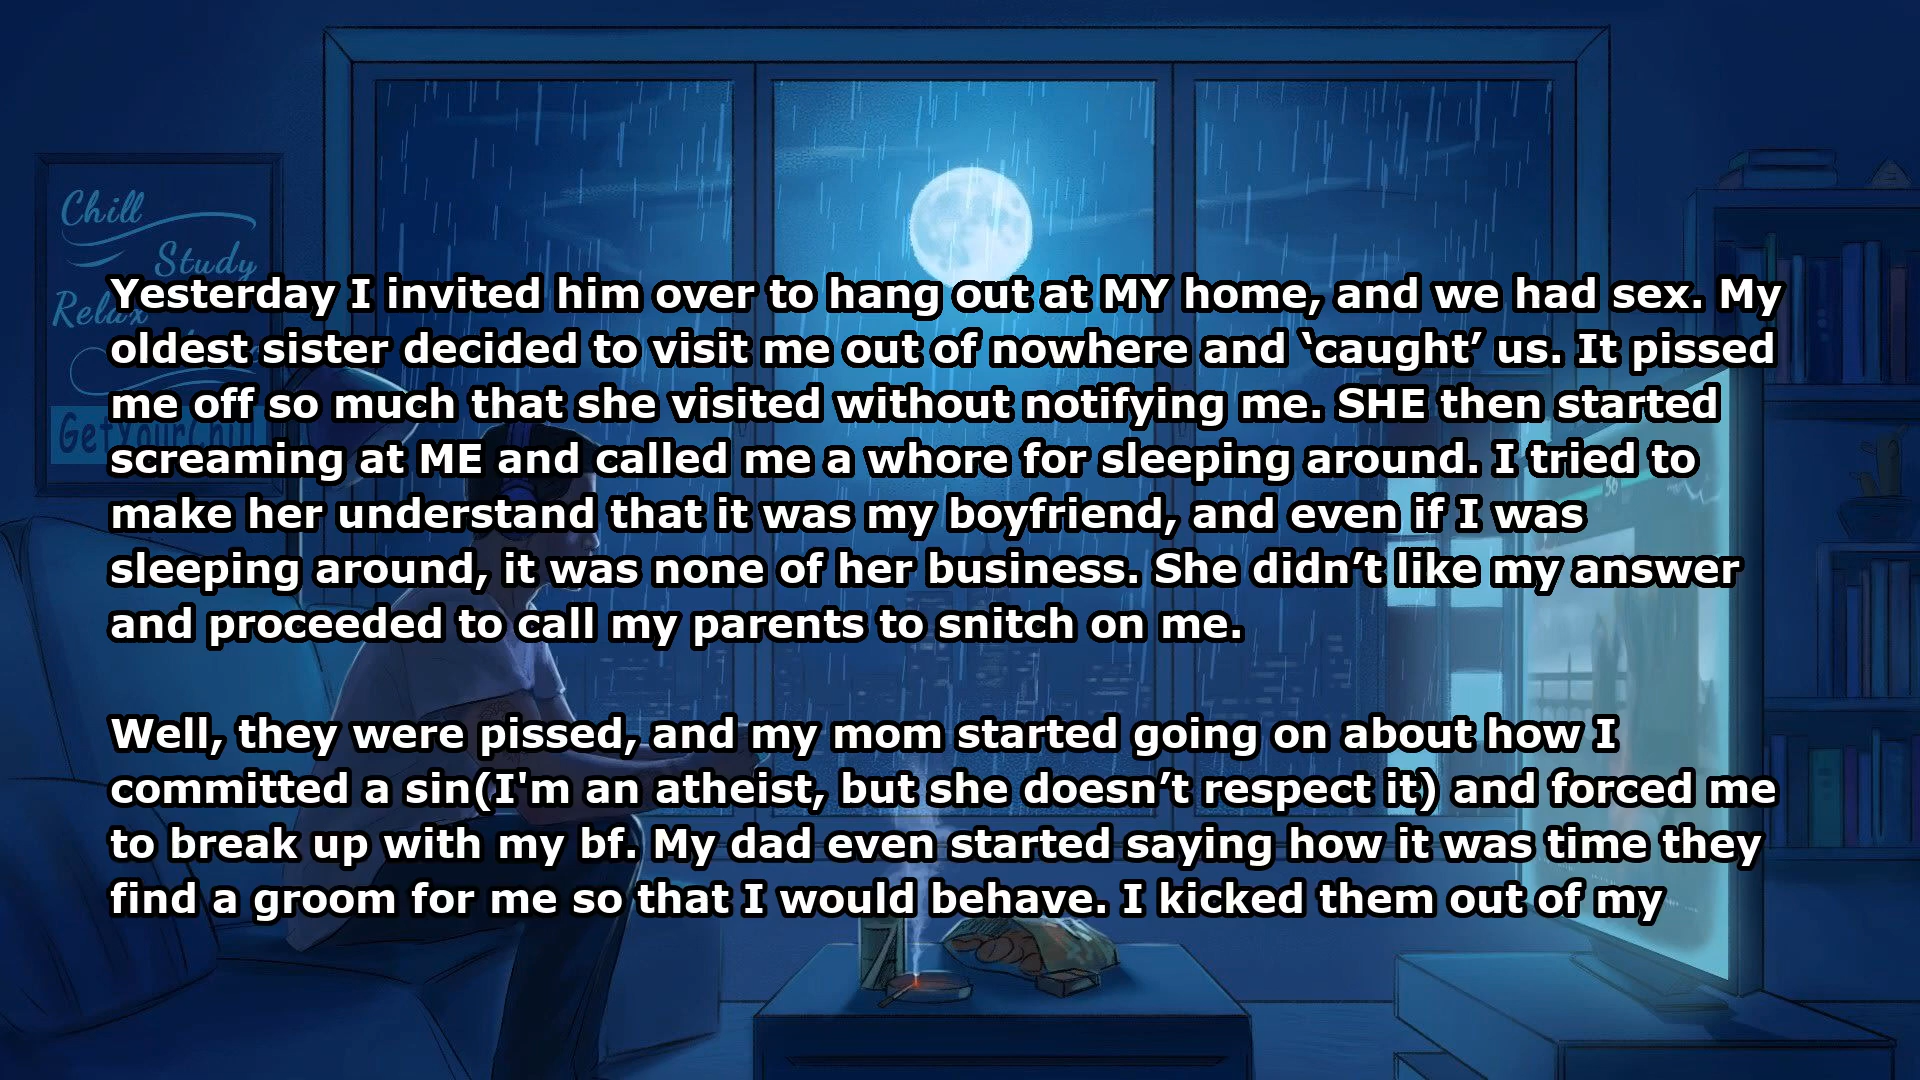 Chill
Study
Relax
GetYourChill
Yesterday I invited him over to hang out at MY home, and we had sex. My
oldest sister decided to visit me out of nowhere and ‘caught’ us. It pissed
me off so much that she visited without notifying me. SHE then started
screaming at ME and called me a whore for sleeping around. I tried to
make her understand that it was my boyfriend, and even if I was
sleeping around, it was none of her business. She didn’t like my answer
and proceeded to call my parents to snitch on me.
Well, they were pissed, and my mom started going on about how I
committed a sin(I'm an atheist, but she doesn’t respect it) and forced me
to break up with my bf. My dad even started saying how it was time they
find a groom for me so that I would behave. I kicked them out of my
56